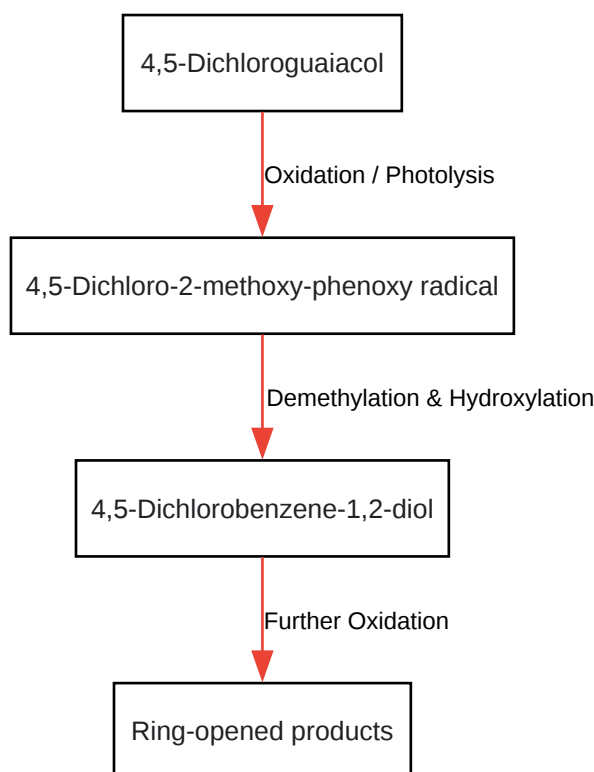 4,5-Dichloroguaiacol
Oxidation / Photolysis
4,5-Dichloro-2-methoxy-phenoxy radical
Demethylation & Hydroxylation
4,5-Dichlorobenzene-1,2-diol
Further Oxidation
Ring-opened products